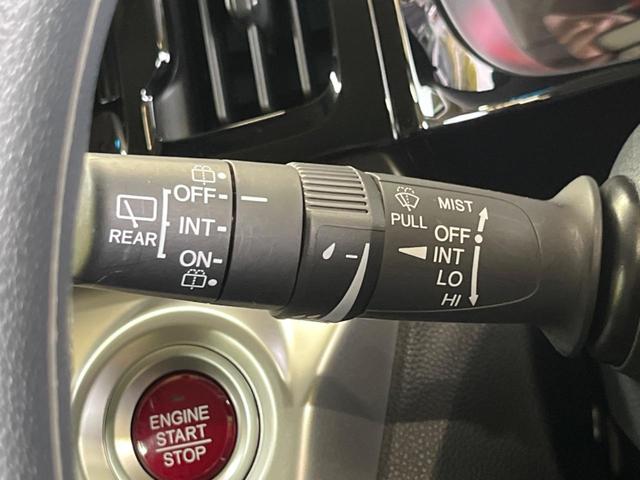 OFF
INT
ON
REAR
PULL
MIST
OFF
INT
LO
HI
ENGINE
START
STOP